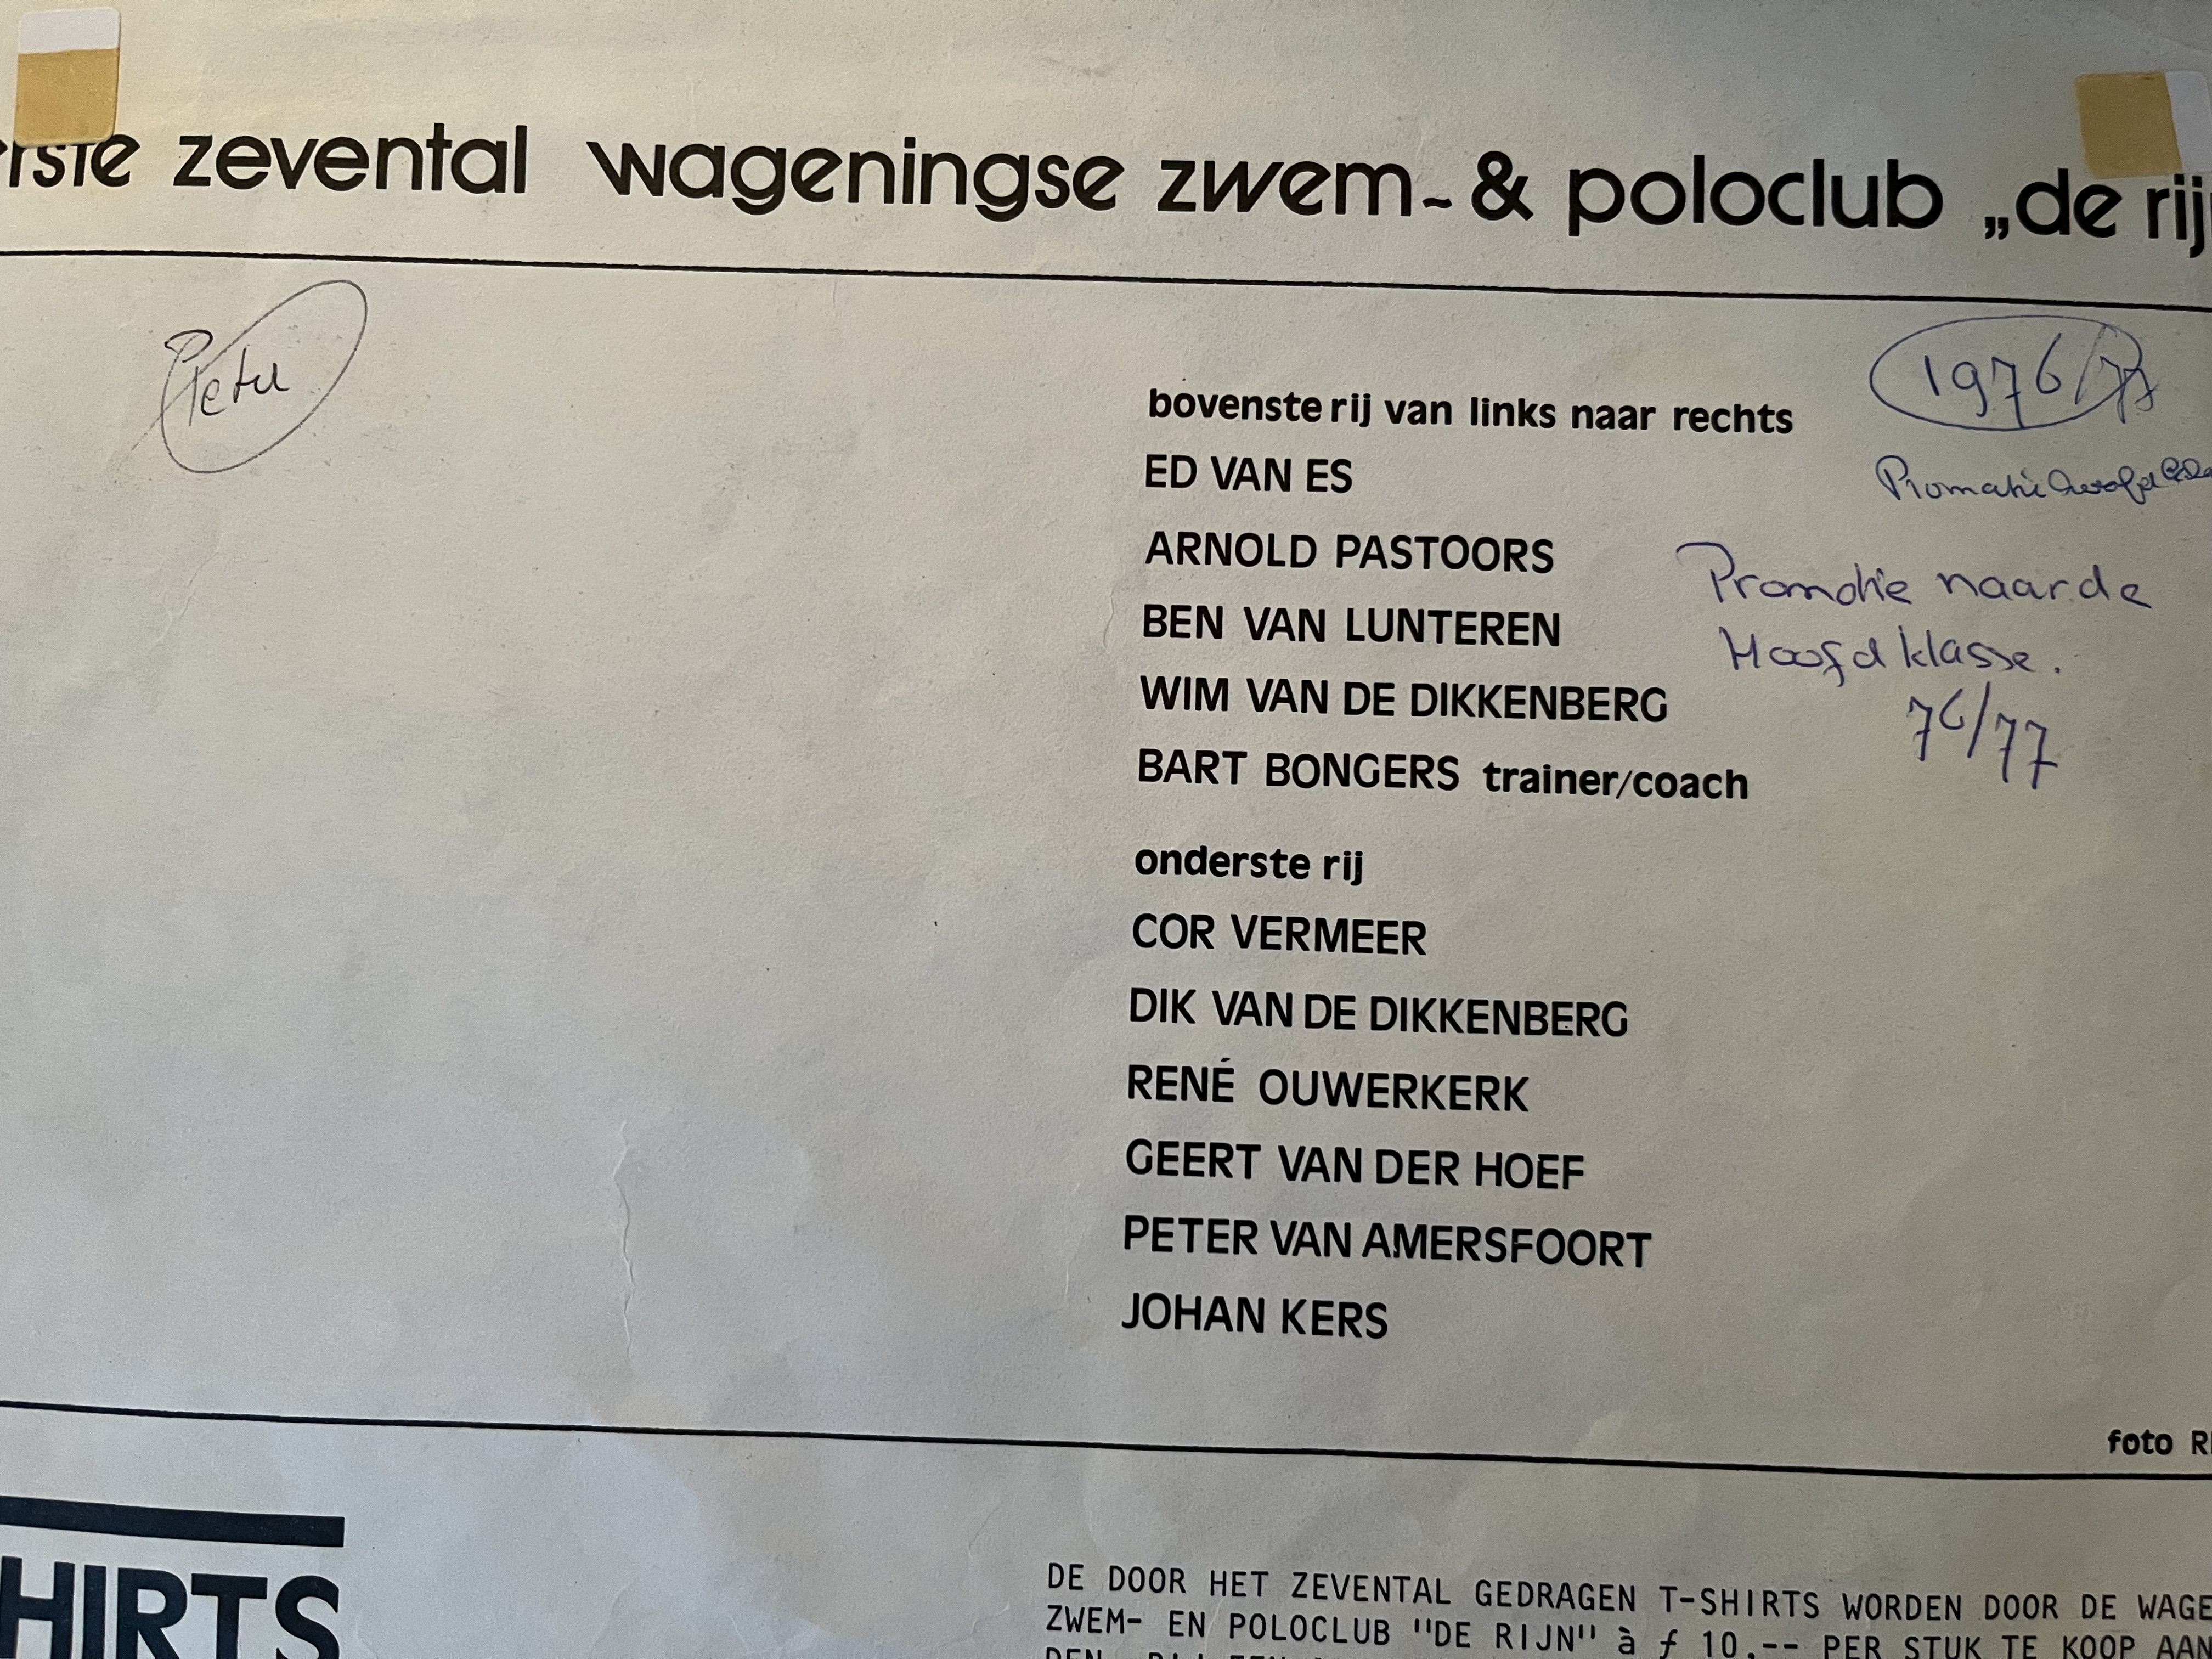 zevental wageningse zwem-& poloclub „de rij
Peter
1976/77
bovenste rij van links naar rechts
ED VAN ES
Promotie
ARNOLD PASTOORS
Promotie naar de
BEN VAN LUNTEREN
Hoofdklasse.
WIM VAN DE DIKKENBERG
76/77
BART BONGERS trainer/coach
onderste rij
COR VERMEER
DIK VAN DE DIKKENBERG
RENÉ OUWERKERK
GEERT VAN DER HOEF
PETER VAN AMERSFOORT
JOHAN KERS
foto
HIRTS
DE DOOR HET ZEVENTAL GEDRAGEN T-SHIRTS WORDEN DOOR DE WAGE
ZWEM- EN POLOCLUB "DE RIJN" à ƒ 10,-- PER STUK TE KOOP AAN